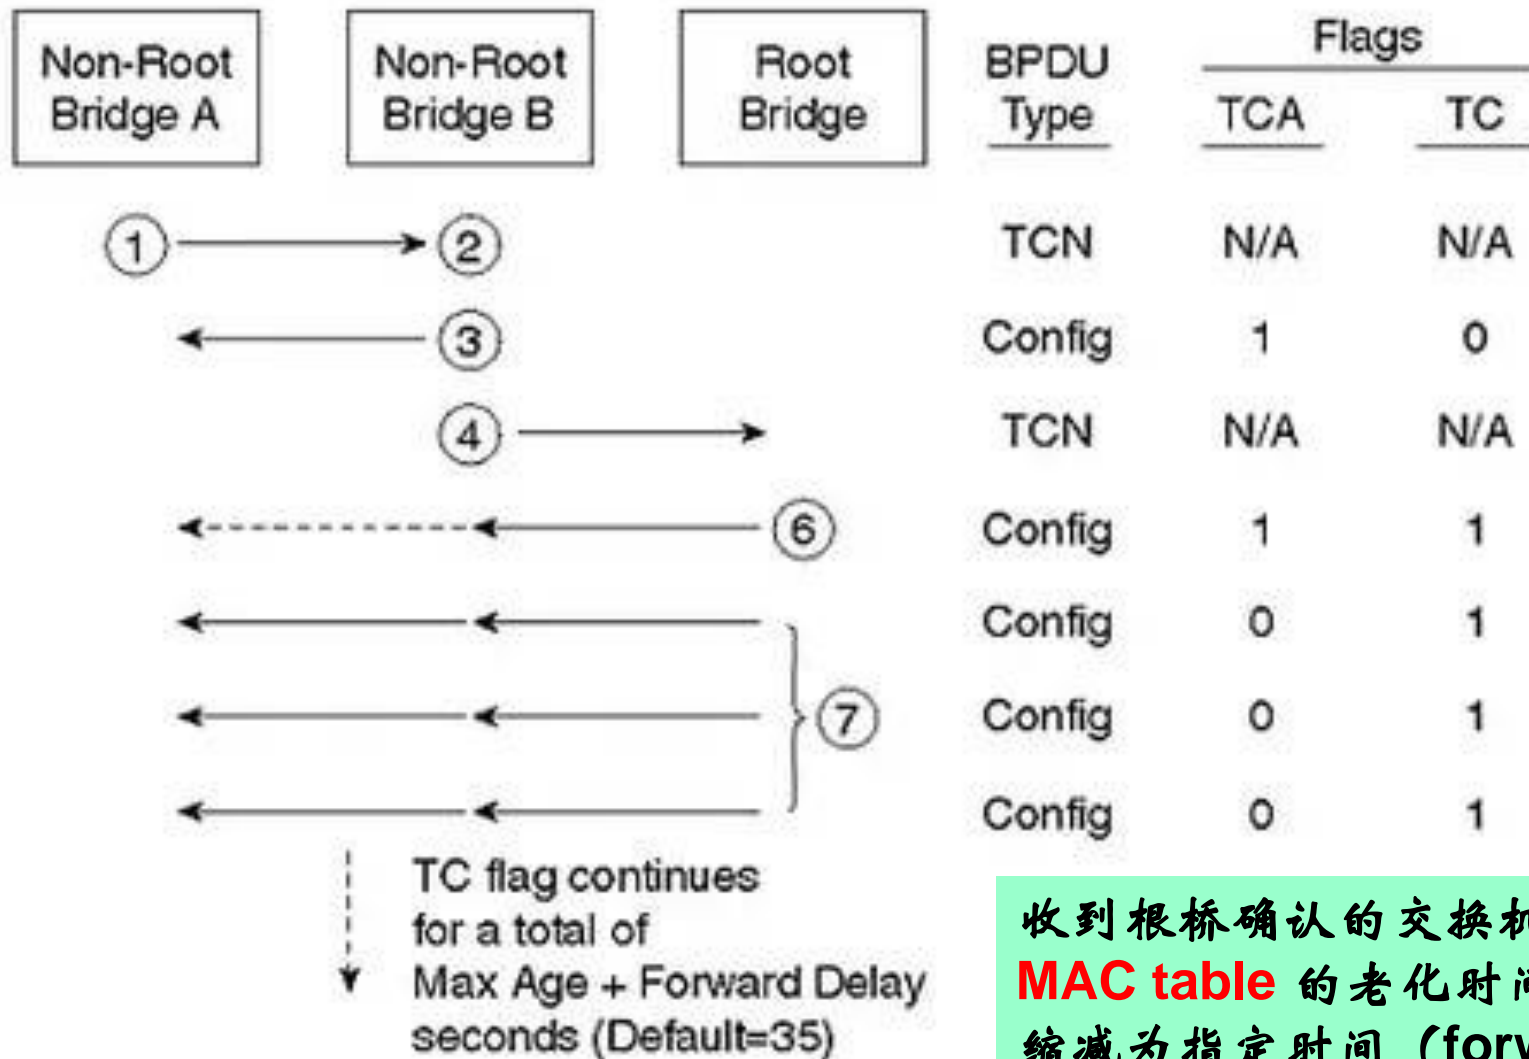 Non-Root Bridge A
Non-Root Bridge B
Root Bridge
BPDU Type
Flags
TCA TC
① ② TCN N/A N/A
③ Config 1 0
④ TCN N/A N/A
⑥ Config 1 1
Config 0 1
⑦ Config 0 1
Config 0 1
TC flag continues
for a total of
Max Age + Forward Delay
seconds (Default=35)
收到根桥确认的交换机
MAC table 的老化时间
缩减为指定时间（forw